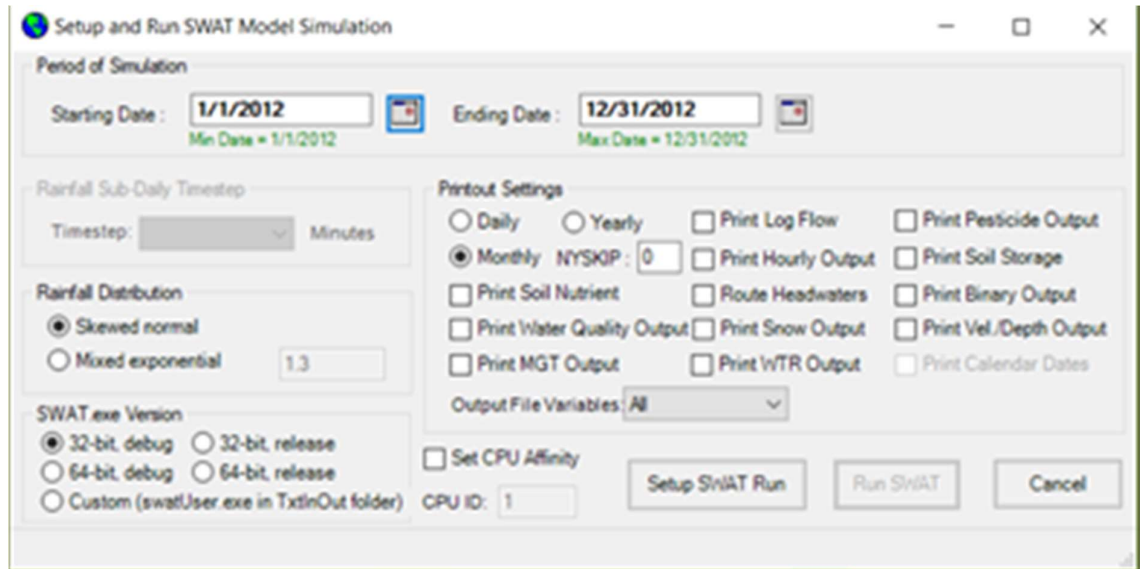 Setup and Run SWAT Model Simulation
Period of Simulation
Starting Date : 1/1/2012 Ending Date : 12/31/2012
Min Date = 1/1/2012 Max Date = 12/31/2012
Rainfall Sub-Daily Timestep
Timestep: Minutes
Rainfall Distribution
Skewed normal
Mixed exponential 1.3
SWAT.exe Version
32-bit, debug 32-bit, release
64-bit, debug 64-bit, release
Custom (swatUser.exe in TxtInOut folder)
Printout Settings
Daily Yearly Print Log Flow Print Pesticide Output
Monthly NYSKIP : 0 Print Hourly Output Print Soil Storage
Print Soil Nutrient Route Headwaters Print Binary Output
Print Water Quality Output Print Snow Output Print Vel./Depth Output
Print MGT Output Print WTR Output Print Calendar Dates
Output File Variables: All
Set CPU Affinity
CPU ID: 1
Setup SWAT Run Run SWAT Cancel